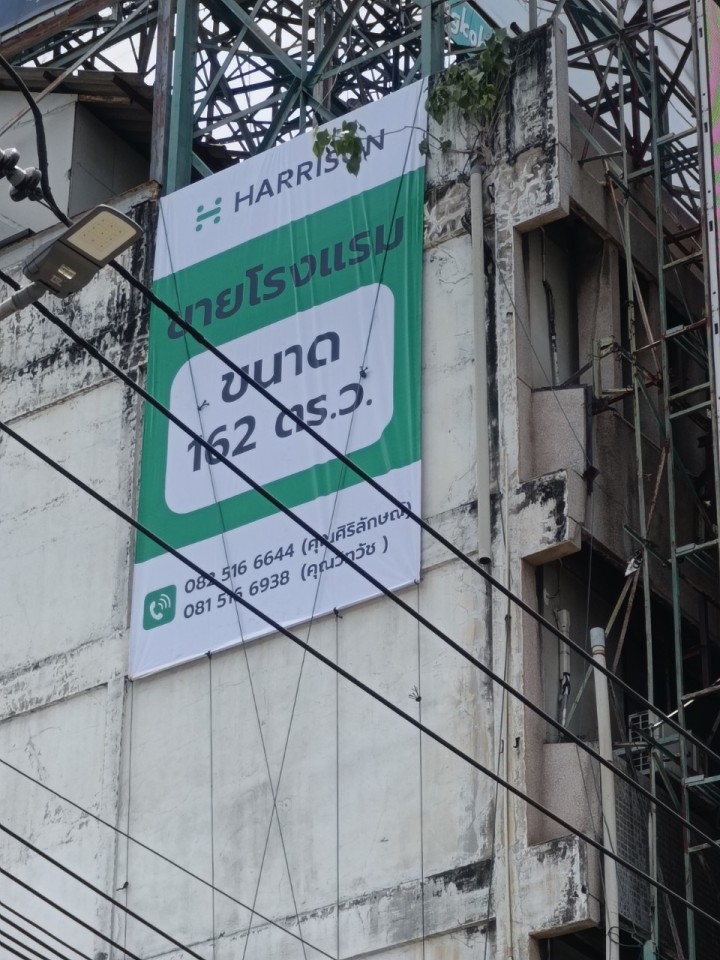 HARRISON
ขายโรงแรม
ขนาด
162 ตร.ว.
082 516 6644 (คุณศิริลักษณ์)
081 516 6938 (คุณวิทวัช )